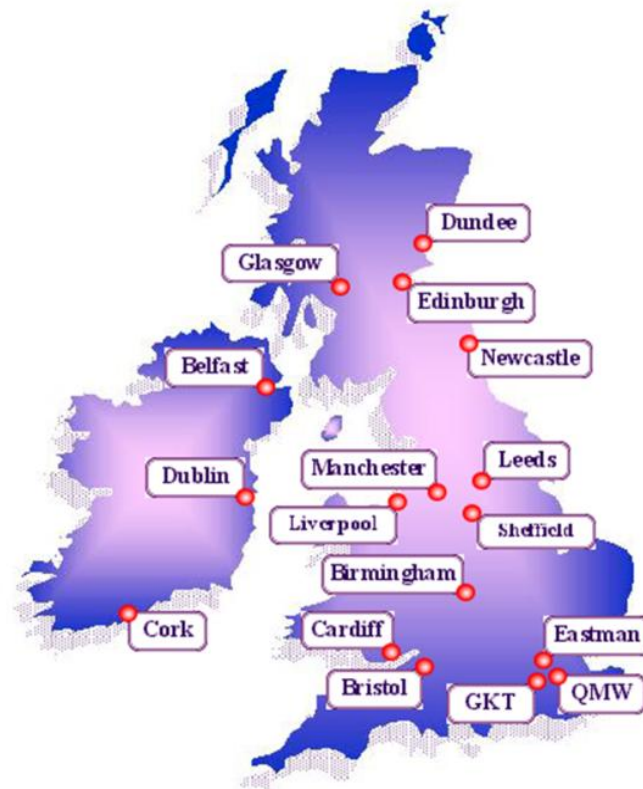 Dundee
Glasgow
Edinburgh
Newcastle
Belfast
Leeds
Manchester
Dublin
Liverpool
Sheffield
Birmingham
Cork
Cardiff
Eastman
Bristol
GKT
QMW